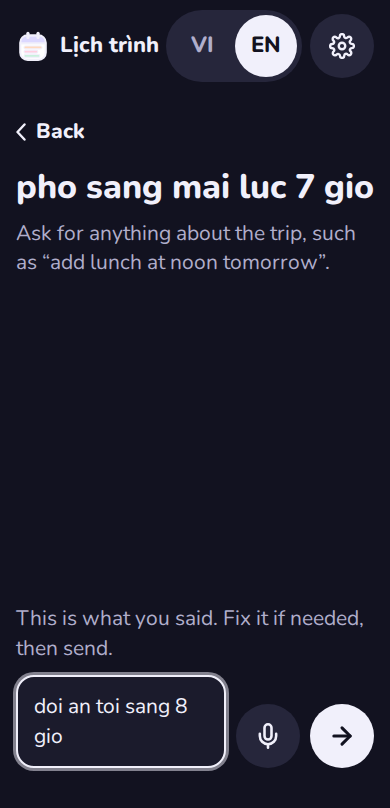 Lịch trình VI EN
Back
pho sang mai luc 7 gio
Ask for anything about the trip, such
as “add lunch at noon tomorrow”.
This is what you said. Fix it if needed,
then send.
doi an toi sang 8
gio